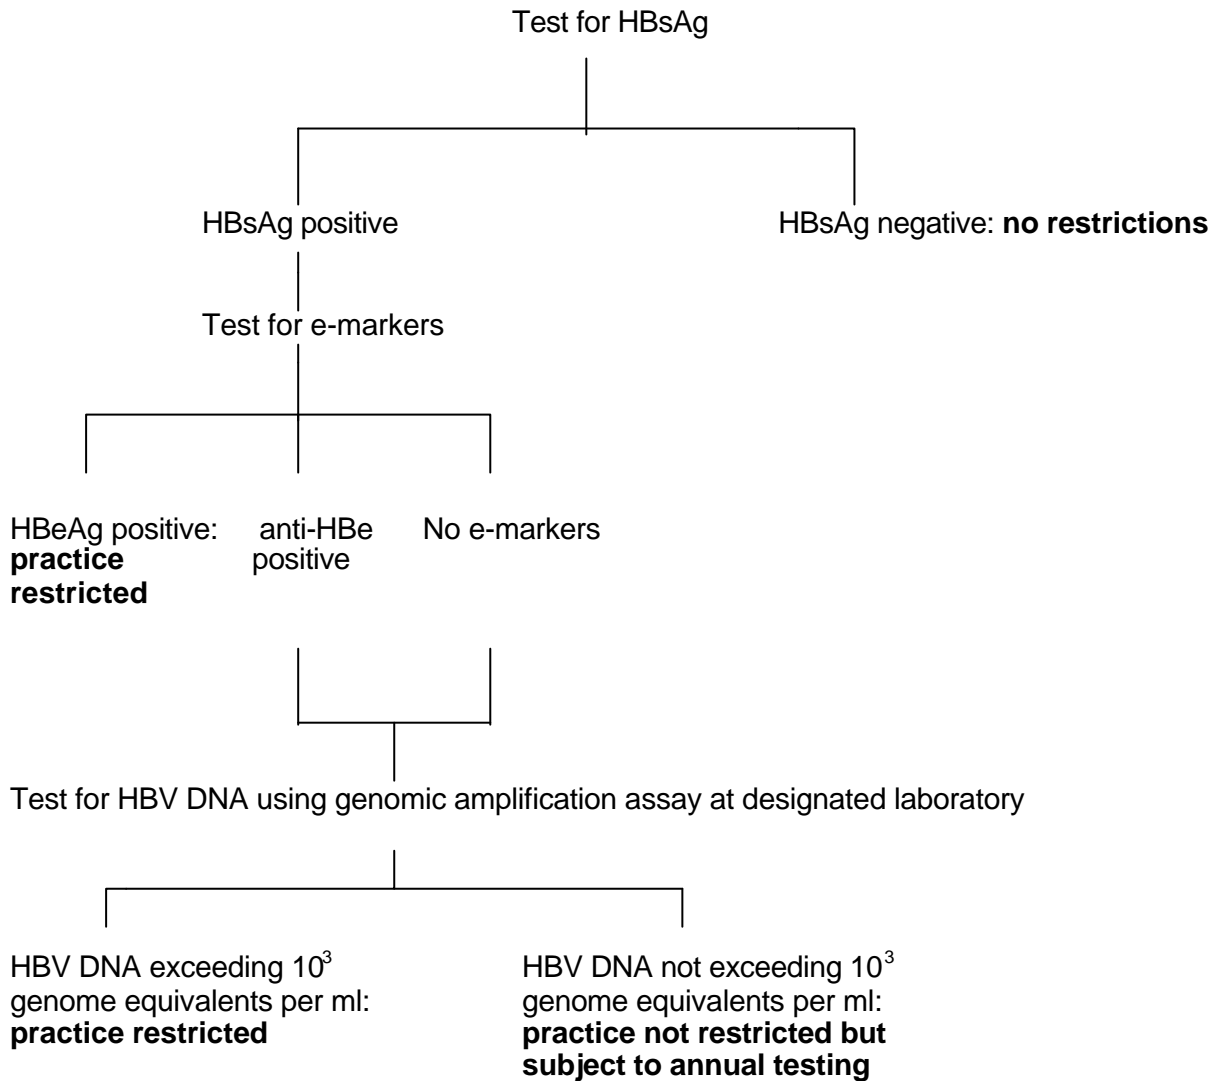 Test for HBsAg
HBsAg positive
HBsAg negative: no restrictions
Test for e-markers
HBeAg positive:
practice
restricted
anti-HBe
positive
No e-markers
Test for HBV DNA using genomic amplification assay at designated laboratory
HBV DNA exceeding 10³
genome equivalents per ml:
practice restricted
HBV DNA not exceeding 10³
genome equivalents per ml:
practice not restricted but
subject to annual testing